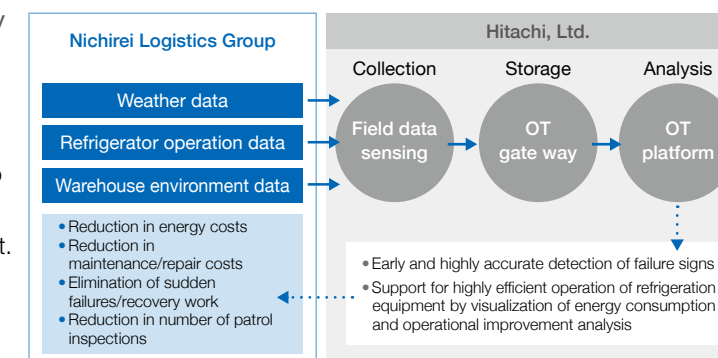 Nichirei Logistics Group
Weather data
Refrigerator operation data
Warehouse environment data
• Reduction in energy costs
• Reduction in
maintenance/repair costs
• Elimination of sudden
failures/recovery work
• Reduction in number of patrol
inspections
Hitachi, Ltd.
Collection
Storage
Analysis
Field data
sensing
OT
gate way
OT
platform
• Early and highly accurate detection of failure signs
• Support for highly efficient operation of refrigeration
equipment by visualization of energy consumption
and operational improvement analysis